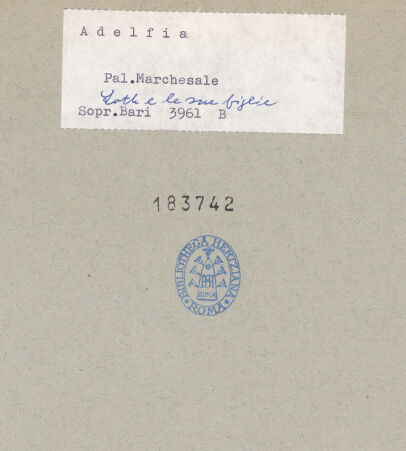 Adelfia
Pal.Marchesale
Loth e le sue figlie
Sopr.Bari 3961 B
183742
BIBLIOTHECA HERTZIANA
ROMA